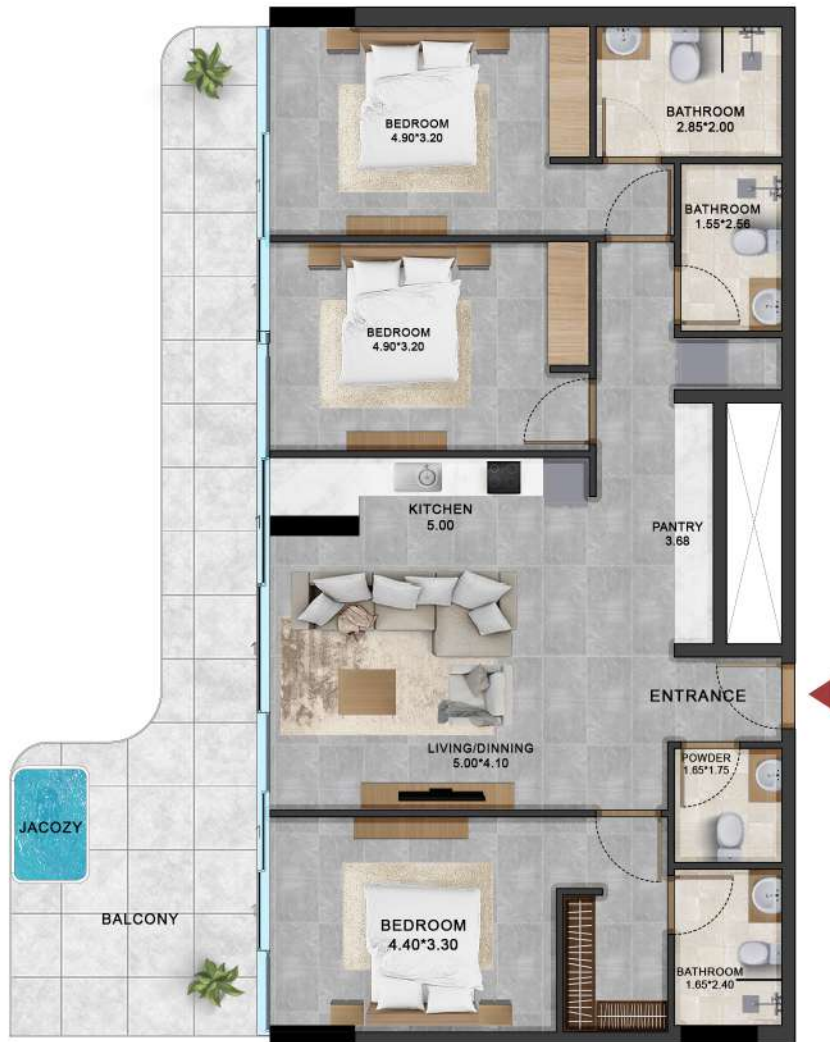 BEDROOM
4.90*3.20
BATHROOM
2.85*2.00
BATHROOM
1.55*2.56
BEDROOM
4.90*3.20
KITCHEN
5.00
PANTRY
3.68
ENTRANCE
LIVING/DINNING
5.00*4.10
POWDER
1.65*1.75
JACOZY
BALCONY
BEDROOM
4.40*3.30
BATHROOM
1.65*2.40